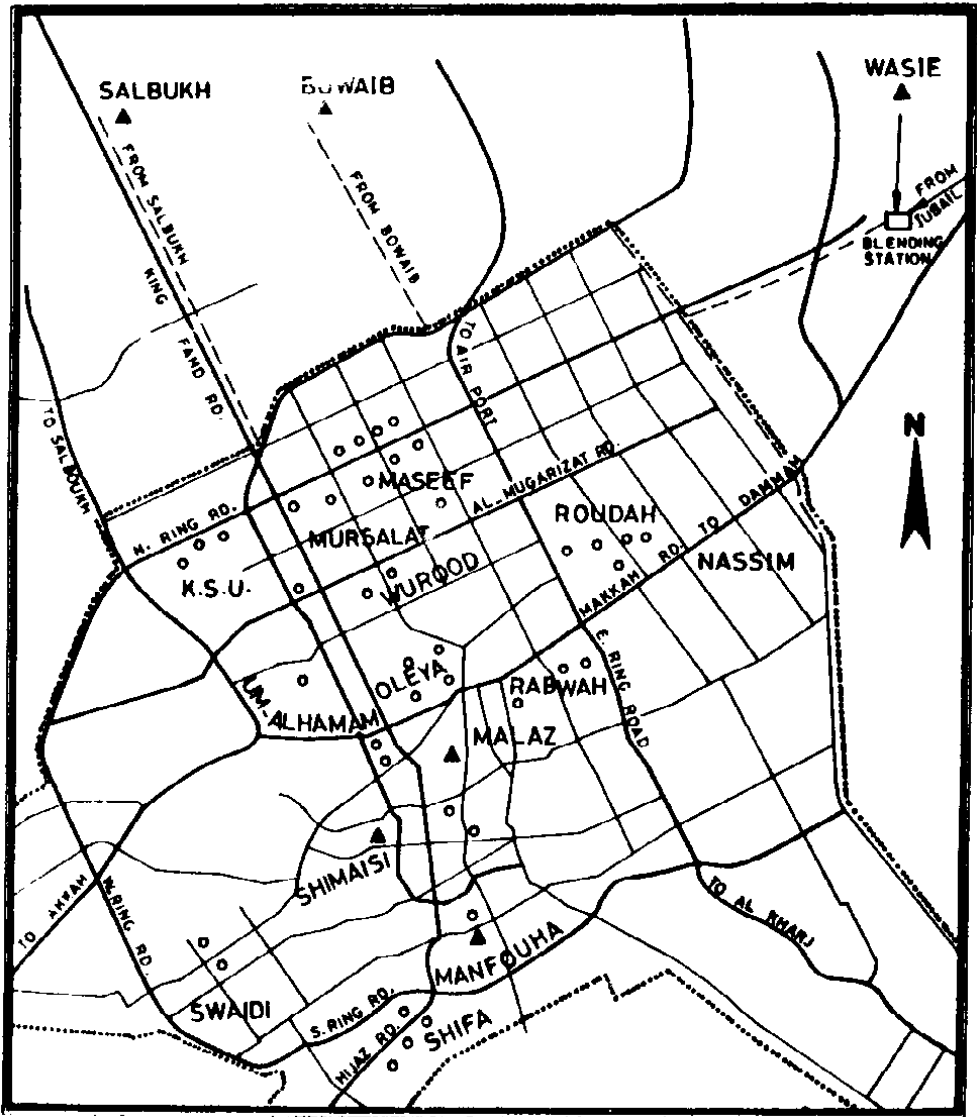 SALBUKH
BOWAIB
WASIE
FROM SALBUKH
FROM BOWAIB
FROM
JUBAIL
BLENDING
STATION
KING FAHD RD.
TO AIR PORT
TO SALBOUKH
N
MASEEF
AL-MUGARIZAT RD.
N. RING RD.
MURSALAT
ROUDAH
MAKKAH RD. TO DAMMAM
NASSIM
K.S.U.
WUROOD
E. RING ROAD
OLEYA
RABWAH
UM-ALHAMAM
MALAZ
SHIMAISI
TO
W.RING RD.
TO AL KHARJ
MANFOUHA
SWAIDI
S.RING RD.
HIJAZ RD.
SHIFA